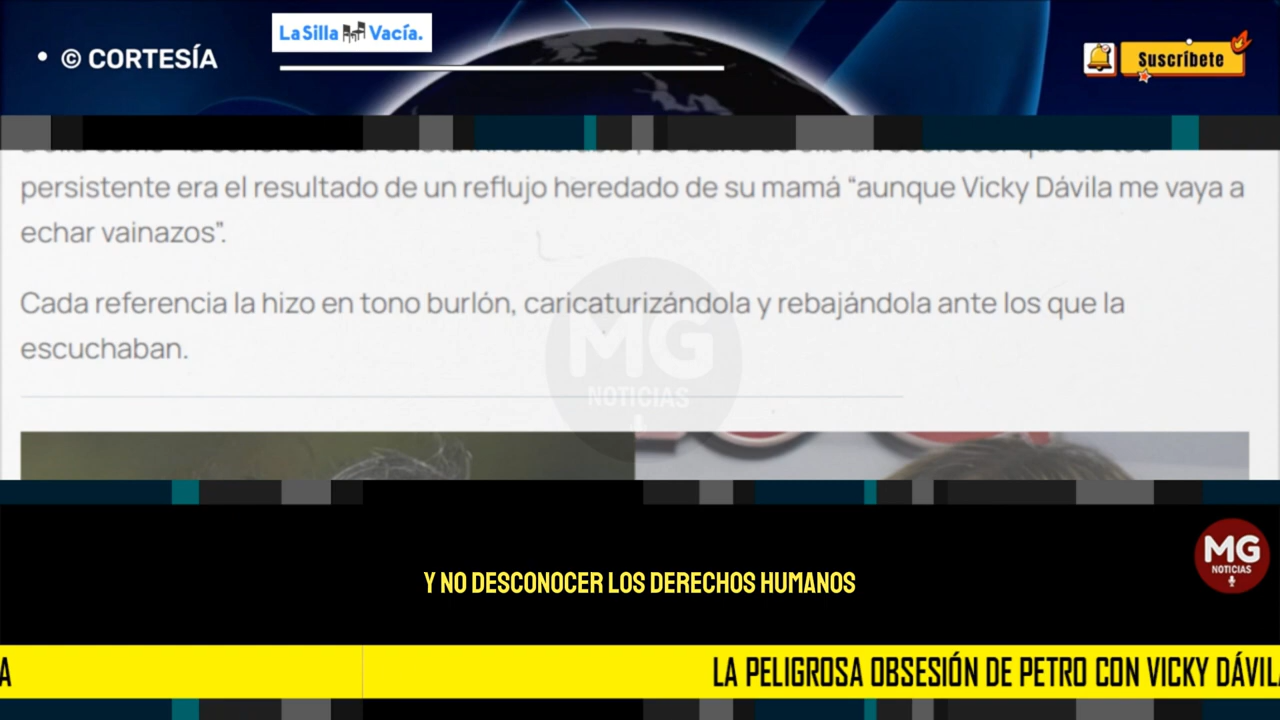 • © CORTESÍA
La Silla Vacía.
Suscríbete
persistente era el resultado de un reflujo heredado de su mamá “aunque Vicky Dávila me vaya a
echar vainazos”.
Cada referencia la hizo en tono burlón, caricaturizándola y rebajándola ante los que la
escuchaban.
MG
NOTICIAS
Y NO DESCONOCER LOS DERECHOS HUMANOS
MG
NOTICIAS
A
LA PELIGROSA OBSESIÓN DE PETRO CON VICKY DÁVILA